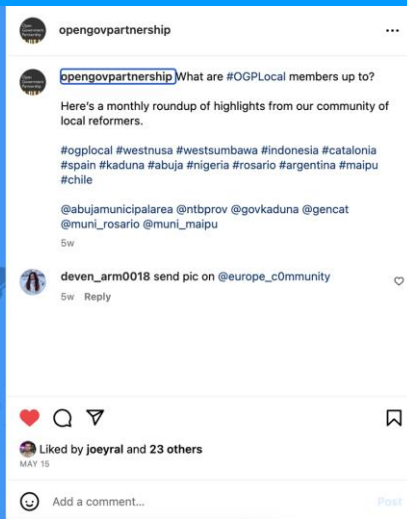 opengovpartnership
opengovpartnership What are #OGPLocal members up to?
Here's a monthly roundup of highlights from our community of
local reformers.
#ogplocal #westnusa #westsumbawa #indonesia #catalonia
#spain #kaduna #abuja #nigeria #rosario #argentina #maipu
#chile
@abujamunicipalarea @ntbprov @govkaduna @gencat
@muni_rosario @muni_maipu
5w
deven_arm0018 send pic on @europe_c0mmunity
5w Reply
Liked by joeyral and 23 others
MAY 15
Add a comment...
Post